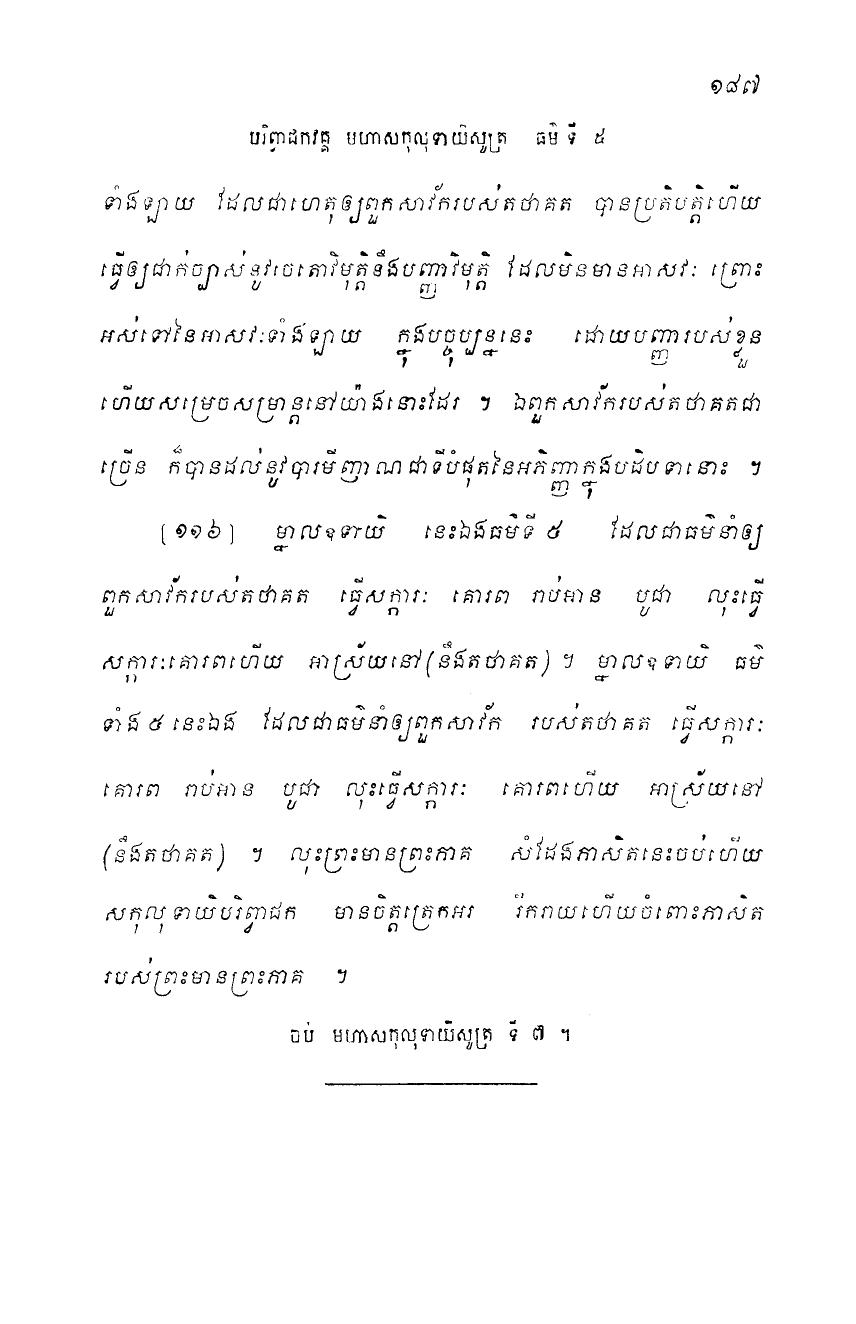 ១៨៧
បរិព្វាជកវគ្គ មហាសកុលុទាយិសូត្រ ធម៌ ទី ៥
ទាំងឡាយ ដែលជាហេតុឲ្យពួកសាវ័ករបស់តថាគត បានប្រតិបត្តិហើយ
ធ្វើឲ្យជាក់ច្បាស់នូវចេតោវិមុត្តិនឹងបញ្ញាវិមុត្តិ ដែលមិនមានអាសវៈ ព្រោះ
អស់ទៅនៃអាសវៈទាំងឡាយ ក្នុងបច្ចុប្បន្ននេះ ដោយបញ្ញារបស់ខ្លួន
ហើយសម្រេចសម្រាន្តនៅយ៉ាងនោះដែរ ។ ឯពួកសាវ័ករបស់តថាគតជា
ច្រើន ក៏បានដល់នូវបារមីញាណជាទីបំផុតនៃអភិញ្ញាក្នុងបដិបទានោះ ។
[១១៦] ម្នាលឧទាយិ នេះឯងធម៌ទី ៥ ដែលជាធម៌នាំឲ្យ
ពួកសាវ័ករបស់តថាគត ធ្វើសក្ការៈ គោរព រាប់អាន បូជា លុះធ្វើ
សក្ការៈគោរពហើយ អាស្រ័យនៅ(នឹងតថាគត) ។ ម្នាលឧទាយិ ធម៌
ទាំង ៥ នេះឯង ដែលជាធម៌នាំឲ្យពួកសាវ័ក របស់តថាគត ធ្វើសក្ការៈ
គោរព រាប់អាន បូជា លុះធ្វើសក្ការៈ គោរពហើយ អាស្រ័យនៅ
(នឹងតថាគត) ។ លុះព្រះមានព្រះភាគ សំដែងភាសិតនេះចប់ហើយ
សកុលុទាយិបរិព្វាជក មានចិត្តត្រេកអរ រីករាយហើយចំពោះភាសិត
របស់ព្រះមានព្រះភាគ ។
ចប់ មហាសកុលុទាយិសូត្រ ទី ៧ ។